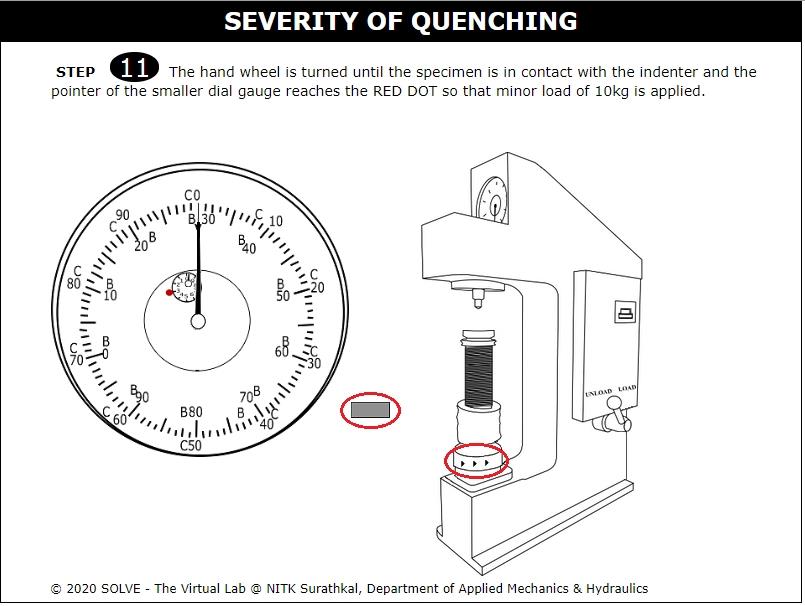 SEVERITY OF QUENCHING
STEP 11 The hand wheel is turned until the specimen is in contact with the indenter and the
pointer of the smaller dial gauge reaches the RED DOT so that minor load of 10kg is applied.
C0
B 30
C 10
B 40
C 20
B 50
C 30
B 60
C 40
B
70B
C50
B80
C 60
B 90
C 70
B 0
C 80
B 10
C 90
20 B
UNLOAD LOAD
© 2020 SOLVE - The Virtual Lab @ NITK Surathkal, Department of Applied Mechanics & Hydraulics